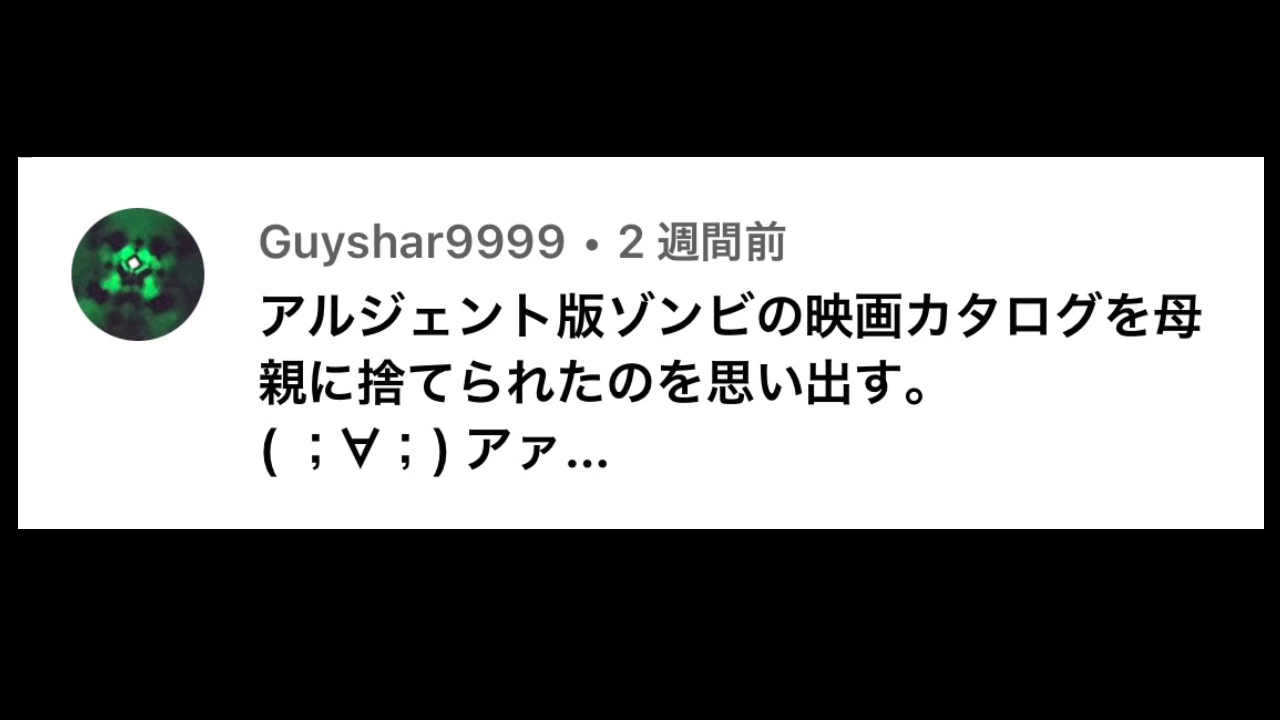 Guyshar9999 • 2 週間前
アルジェント版ゾンビの映画カタログを母
親に捨てられたのを思い出す。
( ；∀；) アァ...